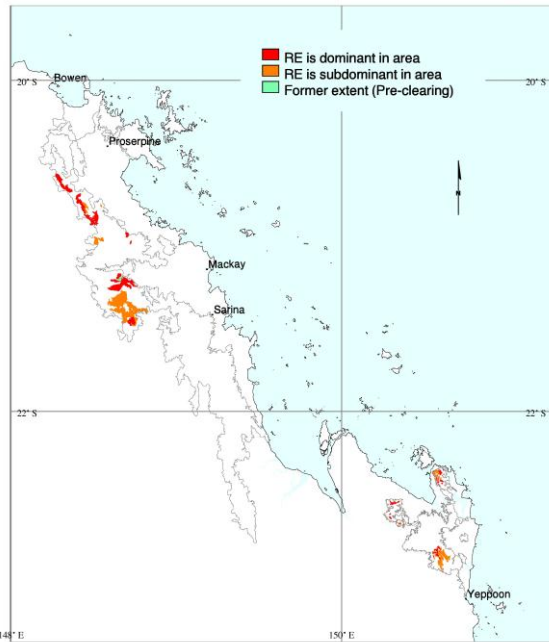 RE is dominant in area
RE is subdominant in area
Former extent (Pre-clearing)
20° S
20° S
Bowen
Proserpine
N
Mackay
Sarina
22° S
22° S
Yeppoon
148° E
150° E